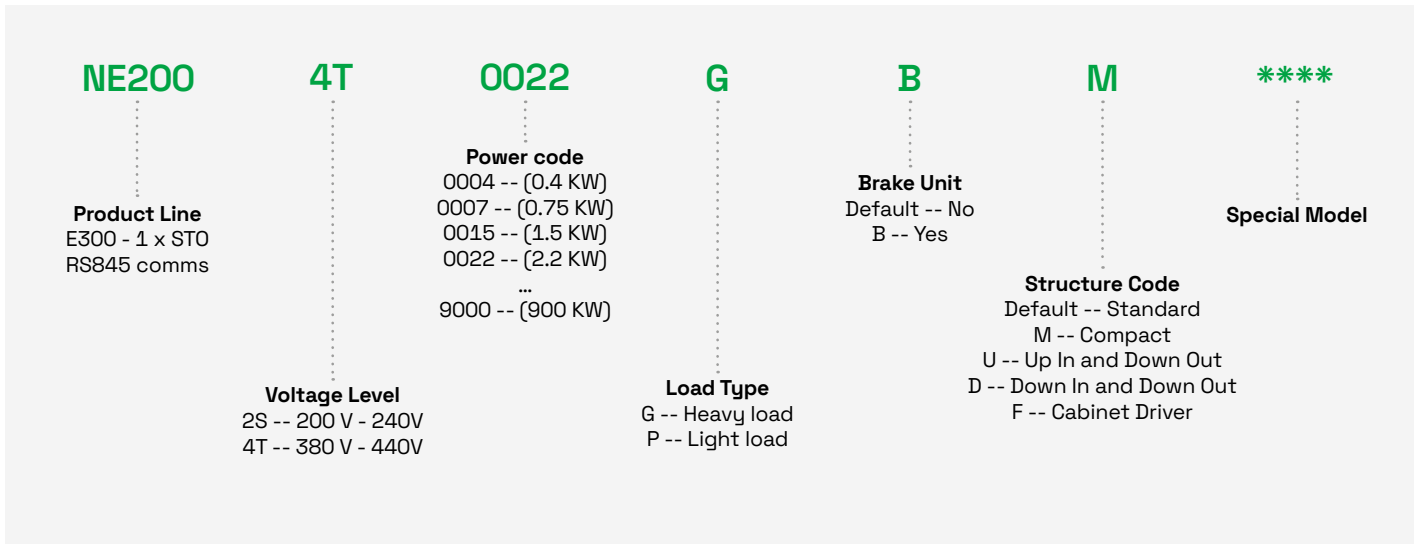 NE200 4T 0022 G B M ****
Product Line
E300 - 1 x STO
RS845 comms
Voltage Level
2S -- 200 V - 240V
4T -- 380 V - 440V
Power code
0004 -- (0.4 KW)
0007 -- (0.75 KW)
0015 -- (1.5 KW)
0022 -- (2.2 KW)
...
9000 -- (900 KW)
Load Type
G -- Heavy load
P -- Light load
Brake Unit
Default -- No
B -- Yes
Structure Code
Default -- Standard
M -- Compact
U -- Up In and Down Out
D -- Down In and Down Out
F -- Cabinet Driver
Special Model